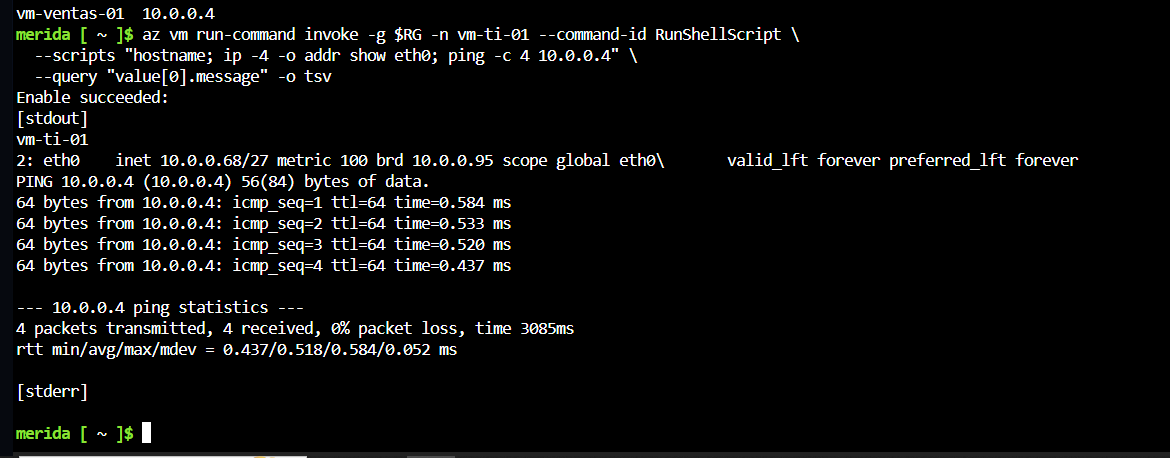 vm-ventas-01  10.0.0.4
merida [ ~ ]$ az vm run-command invoke -g $RG -n vm-ti-01 --command-id RunShellScript \
  --scripts "hostname; ip -4 -o addr show eth0; ping -c 4 10.0.0.4" \
  --query "value[0].message" -o tsv
Enable succeeded:
[stdout]
vm-ti-01
2: eth0    inet 10.0.0.68/27 metric 100 brd 10.0.0.95 scope global eth0\       valid_lft forever preferred_lft forever
PING 10.0.0.4 (10.0.0.4) 56(84) bytes of data.
64 bytes from 10.0.0.4: icmp_seq=1 ttl=64 time=0.584 ms
64 bytes from 10.0.0.4: icmp_seq=2 ttl=64 time=0.533 ms
64 bytes from 10.0.0.4: icmp_seq=3 ttl=64 time=0.520 ms
64 bytes from 10.0.0.4: icmp_seq=4 ttl=64 time=0.437 ms
--- 10.0.0.4 ping statistics ---
4 packets transmitted, 4 received, 0% packet loss, time 3085ms
rtt min/avg/max/mdev = 0.437/0.518/0.584/0.052 ms
[stderr]
merida [ ~ ]$